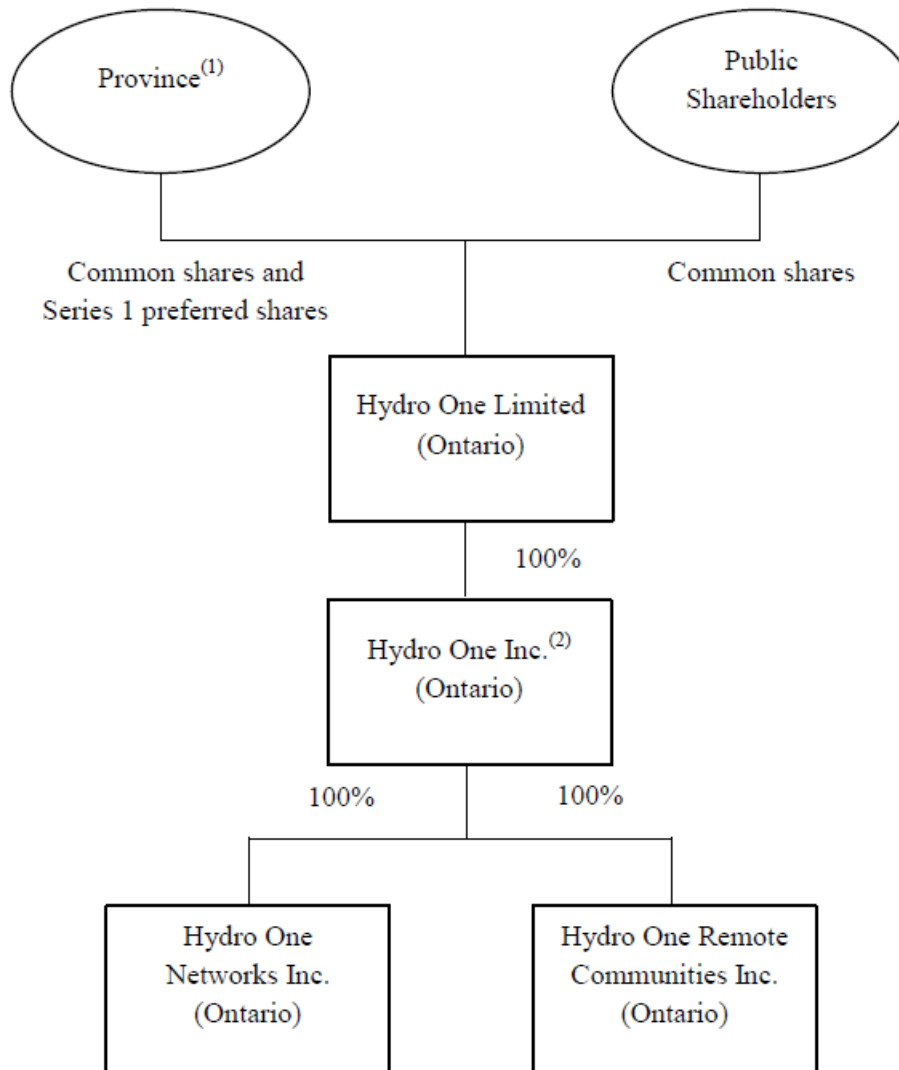 Province(1)
Public
Shareholders
Common shares and
Series 1 preferred shares
Common shares
Hydro One Limited
(Ontario)
100%
Hydro One Inc.(2)
(Ontario)
100%
100%
Hydro One
Networks Inc.
(Ontario)
Hydro One Remote
Communities Inc.
(Ontario)